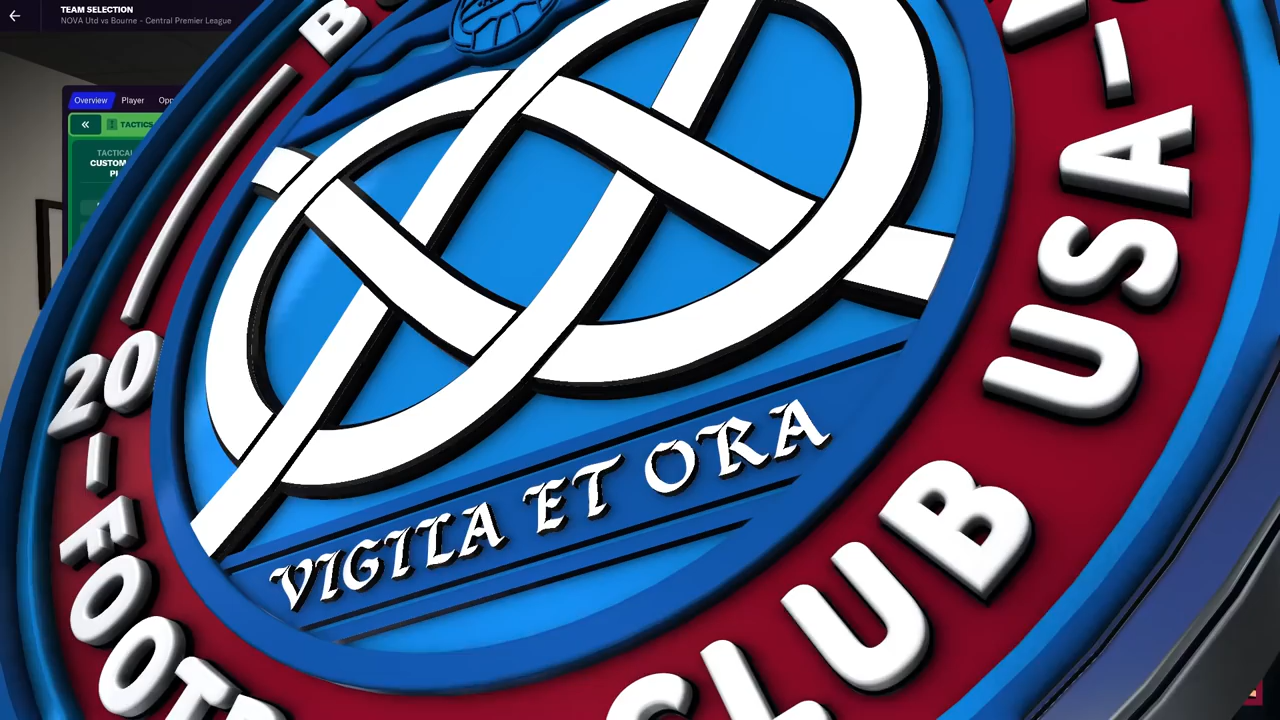 TEAM SELECTION
NOVA Utd vs Bourne - Central Premier League
Overview Player
TACTICS
20 - FOOT
CLUB USA -
VIGILA ET ORA